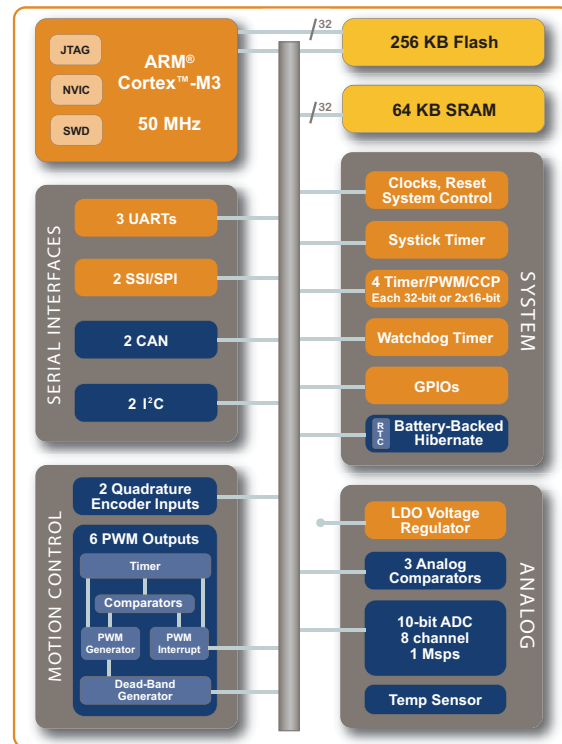 JTAG
NVIC
SWD
ARM®
Cortex™-M3
50 MHz
32
256 KB Flash
32
64 KB SRAM
SERIAL INTERFACES
3 UARTs
2 SSI/SPI
2 CAN
2 I²C
SYSTEM
Clocks, Reset
System Control
Systick Timer
4 Timer/PWM/CCP
Each 32-bit or 2x16-bit
Watchdog Timer
GPIOs
RTC
Battery-Backed
Hibernate
MOTION CONTROL
2 Quadrature
Encoder Inputs
6 PWM Outputs
Timer
Comparators
PWM
Generator
PWM
Interrupt
Dead-Band
Generator
ANALOG
LDO Voltage
Regulator
3 Analog
Comparators
10-bit ADC
8 channel
1 Msps
Temp Sensor